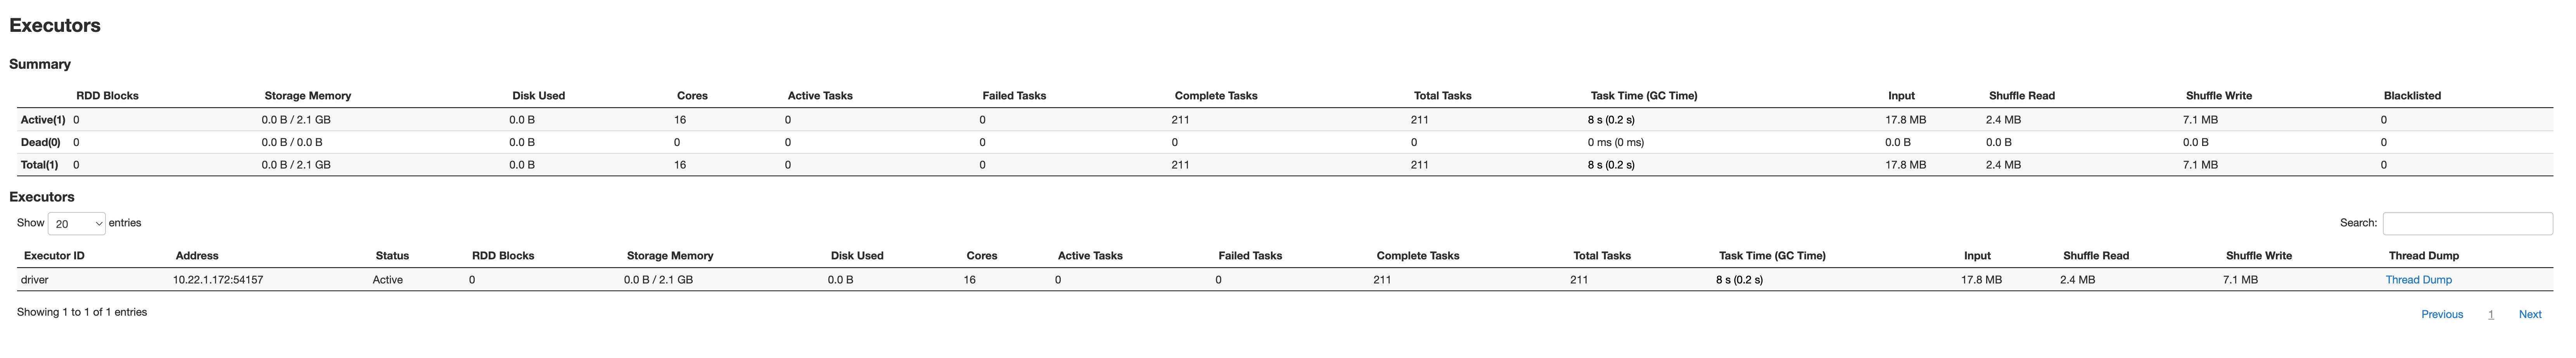 Executors
Summary
RDD Blocks Storage Memory Disk Used Cores Active Tasks Failed Tasks Complete Tasks Total Tasks Task Time (GC Time) Input Shuffle Read Shuffle Write Blacklisted
Active(1) 0 0.0 B / 2.1 GB 0.0 B 16 0 0 211 211 8 s (0.2 s) 17.8 MB 2.4 MB 7.1 MB 0
Dead(0) 0 0.0 B / 0.0 B 0.0 B 0 0 0 0 0 0 ms (0 ms) 0.0 B 0.0 B 0.0 B 0
Total(1) 0 0.0 B / 2.1 GB 0.0 B 16 0 0 211 211 8 s (0.2 s) 17.8 MB 2.4 MB 7.1 MB 0
Executors
Show 20 entries Search:
Executor ID Address Status RDD Blocks Storage Memory Disk Used Cores Active Tasks Failed Tasks Complete Tasks Total Tasks Task Time (GC Time) Input Shuffle Read Shuffle Write Thread Dump
driver 10.22.1.172:54157 Active 0 0.0 B / 2.1 GB 0.0 B 16 0 0 211 211 8 s (0.2 s) 17.8 MB 2.4 MB 7.1 MB Thread Dump
Showing 1 to 1 of 1 entries Previous 1 Next